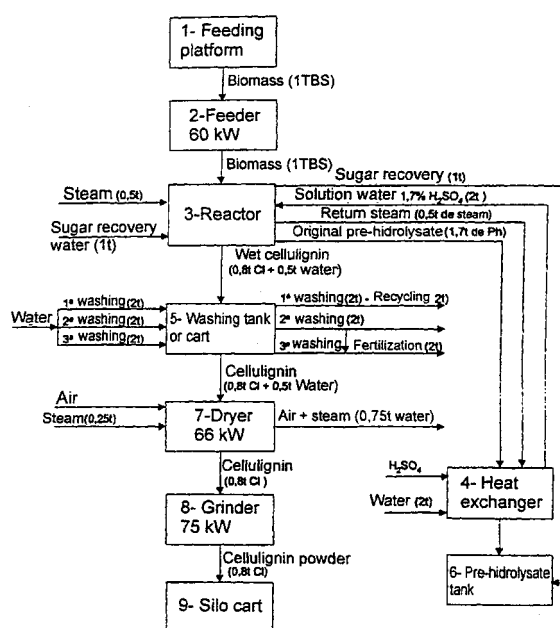 1- Feeding
platform
Biomass (1TBS)
2-Feeder
60 kW
Biomass (1TBS)
Sugar recovery (1t)
Steam (0,5t)
Solution water 1,7% H₂SO₄ (2t)
3-Reactor
Return steam (0,5t de steam)
Sugar recovery
water (1t)
Original pre-hidrolysate (1,7t de Ph)
Wet cellulignin
(0,8t Cl + 0,5t water)
1ª washing (2t)
Water 2ª washing (2t)
3ª washing (2t)
5- Washing tank
or cart
1ª washing (2t) - Recycling 2t
2ª washing (2t)
3ª washing Fertilization (2t)
Cellulignin
(0,8t Cl + 0,5t Water)
Air
Steam(0,25t)
7-Dryer
66 kW
Air + steam (0,75t water)
Cellulignin
(0,8t Cl )
H₂SO₄
Water (2t)
4- Heat
exchanger
8- Grinder
75 kW
Cellulignin powder
(0,8t Cl)
6- Pre-hidrolysate
tank
9- Silo cart